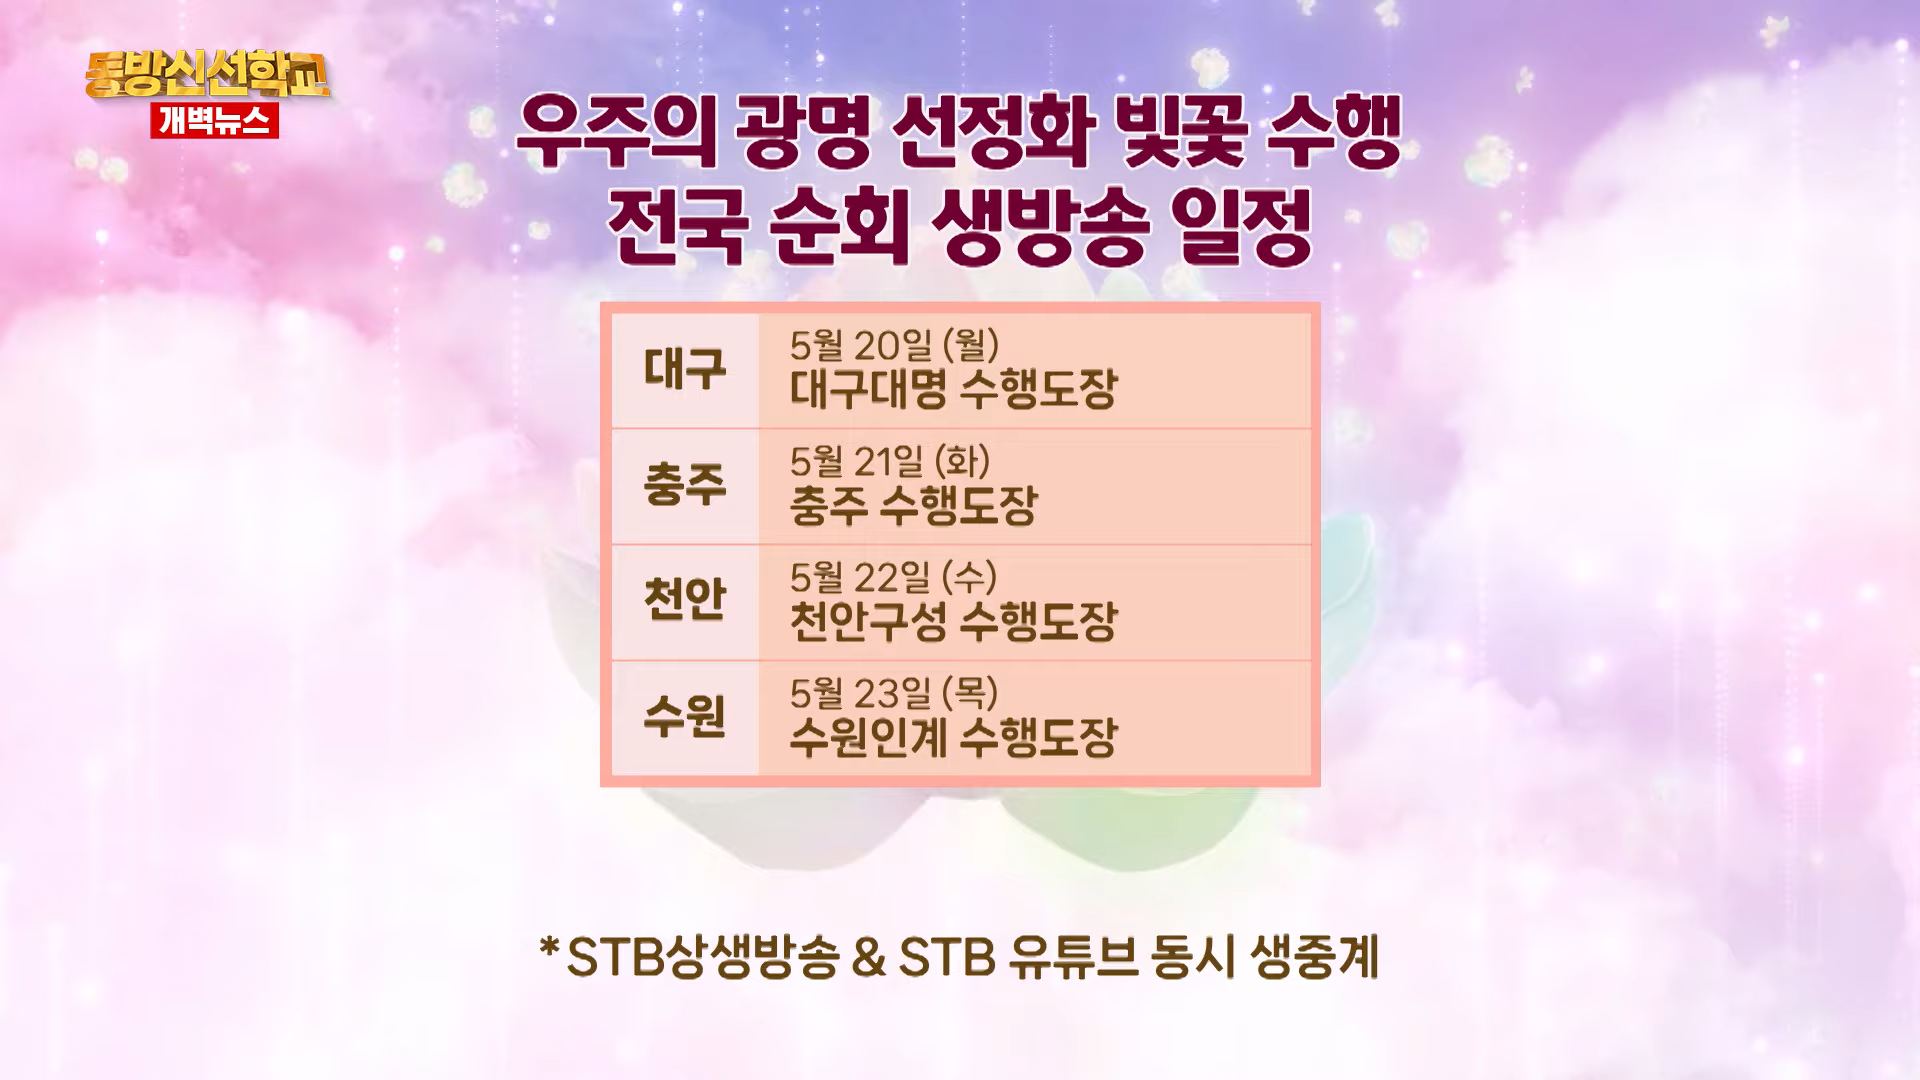 동방신선학교
개벽뉴스
우주의 광명 선정화 빛꽃 수행
전국 순회 생방송 일정
대구
5월 20일 (월)
대구대명 수행도장
충주
5월 21일 (화)
충주 수행도장
천안
5월 22일 (수)
천안구성 수행도장
수원
5월 23일 (목)
수원인계 수행도장
*STB상생방송 & STB 유튜브 동시 생중계